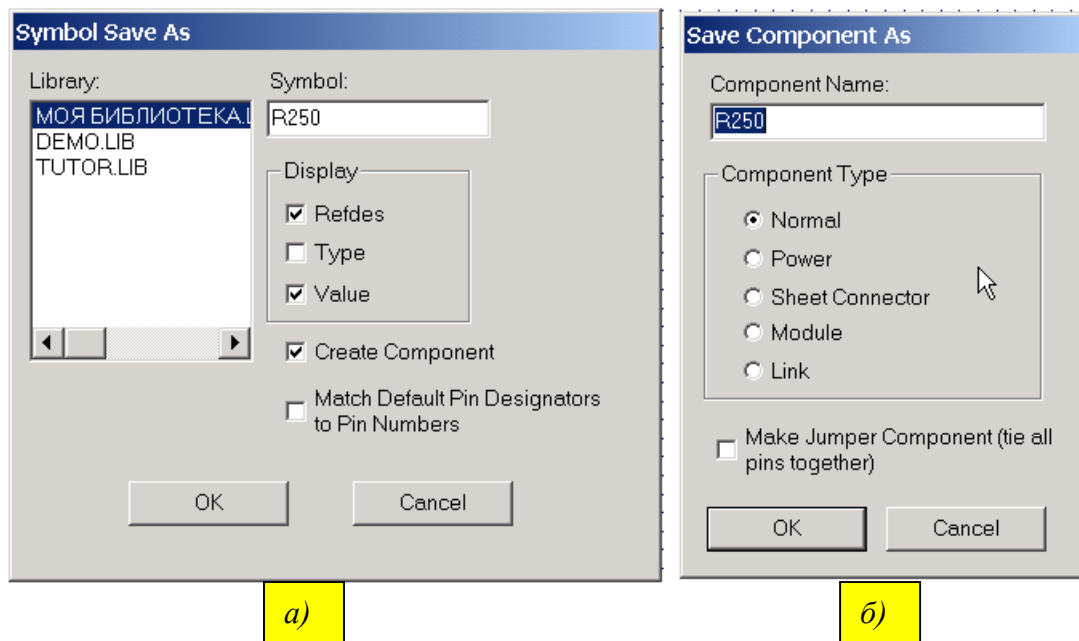 Symbol Save As
Library:
МОЯ БИБЛИОТЕКА.L
DEMO.LIB
TUTOR.LIB
Symbol:
R250
Display
Refdes
Type
Value
Create Component
Match Default Pin Designators
to Pin Numbers
OK
Cancel
а)
Save Component As
Component Name:
R250
Component Type
Normal
Power
Sheet Connector
Module
Link
Make Jumper Component (tie all
pins together)
OK
Cancel
б)